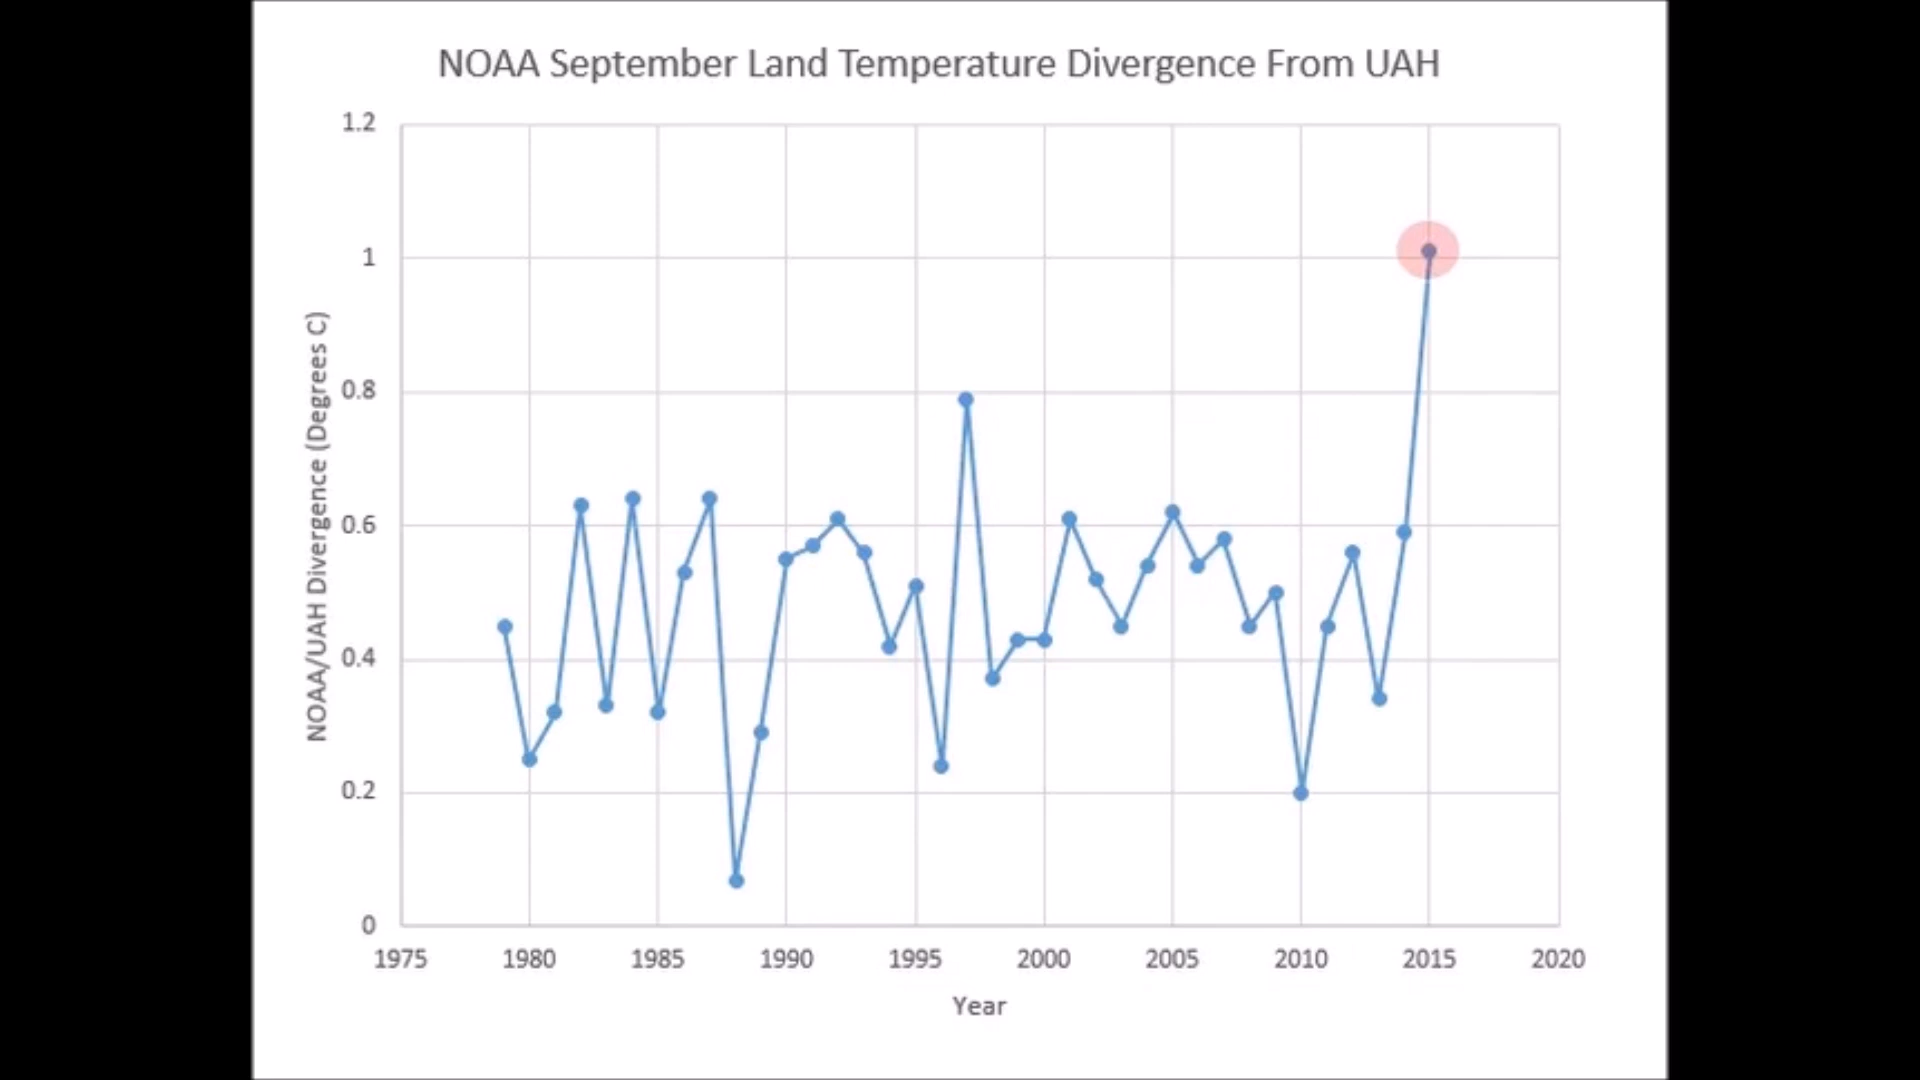 NOAA September Land Temperature Divergence From UAH
NOAA/UAH Divergence (Degrees C)
1.2
1
0.8
0.6
0.4
0.2
0
1975 1980 1985 1990 1995 2000 2005 2010 2015 2020
Year